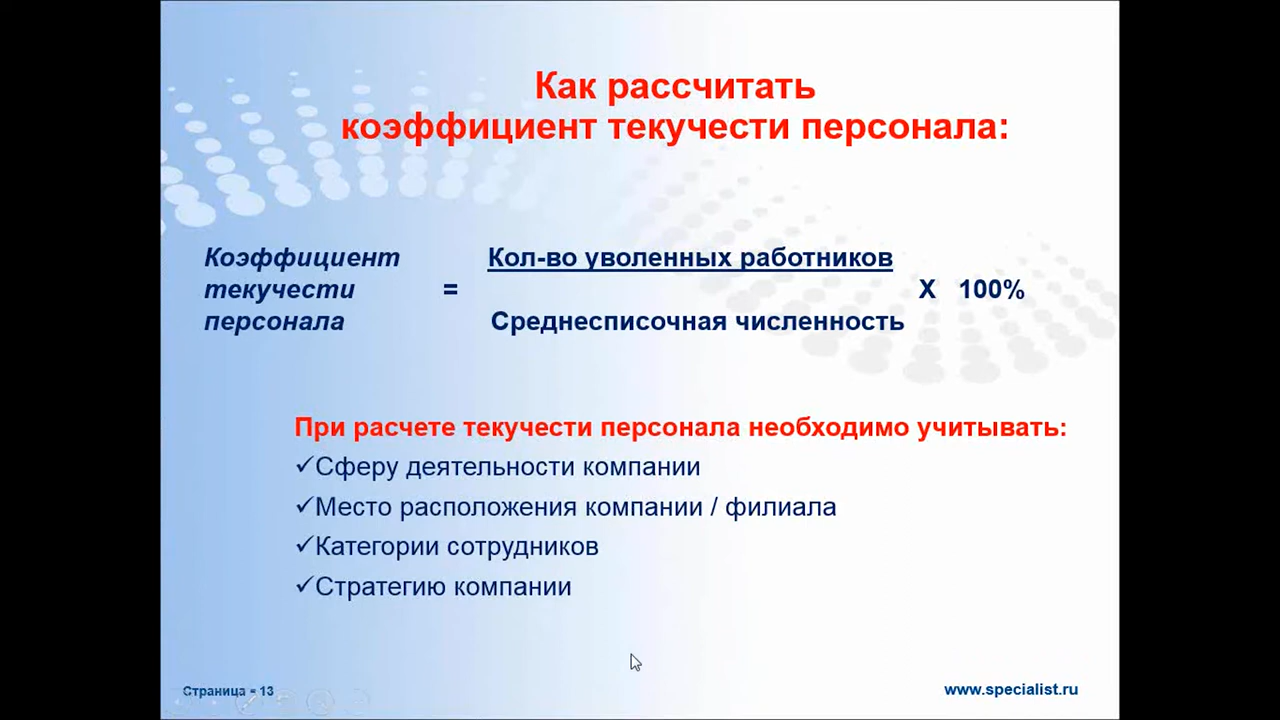 Как рассчитать
коэффициент текучести персонала:
Коэффициент
текучести
персонала
=
Кол-во уволенных работников
Среднесписочная численность
X 100%
При расчете текучести персонала необходимо учитывать:
✓Сферу деятельности компании
✓Место расположения компании / филиала
✓Категории сотрудников
✓Стратегию компании
Страница ▪ 13
www.specialist.ru